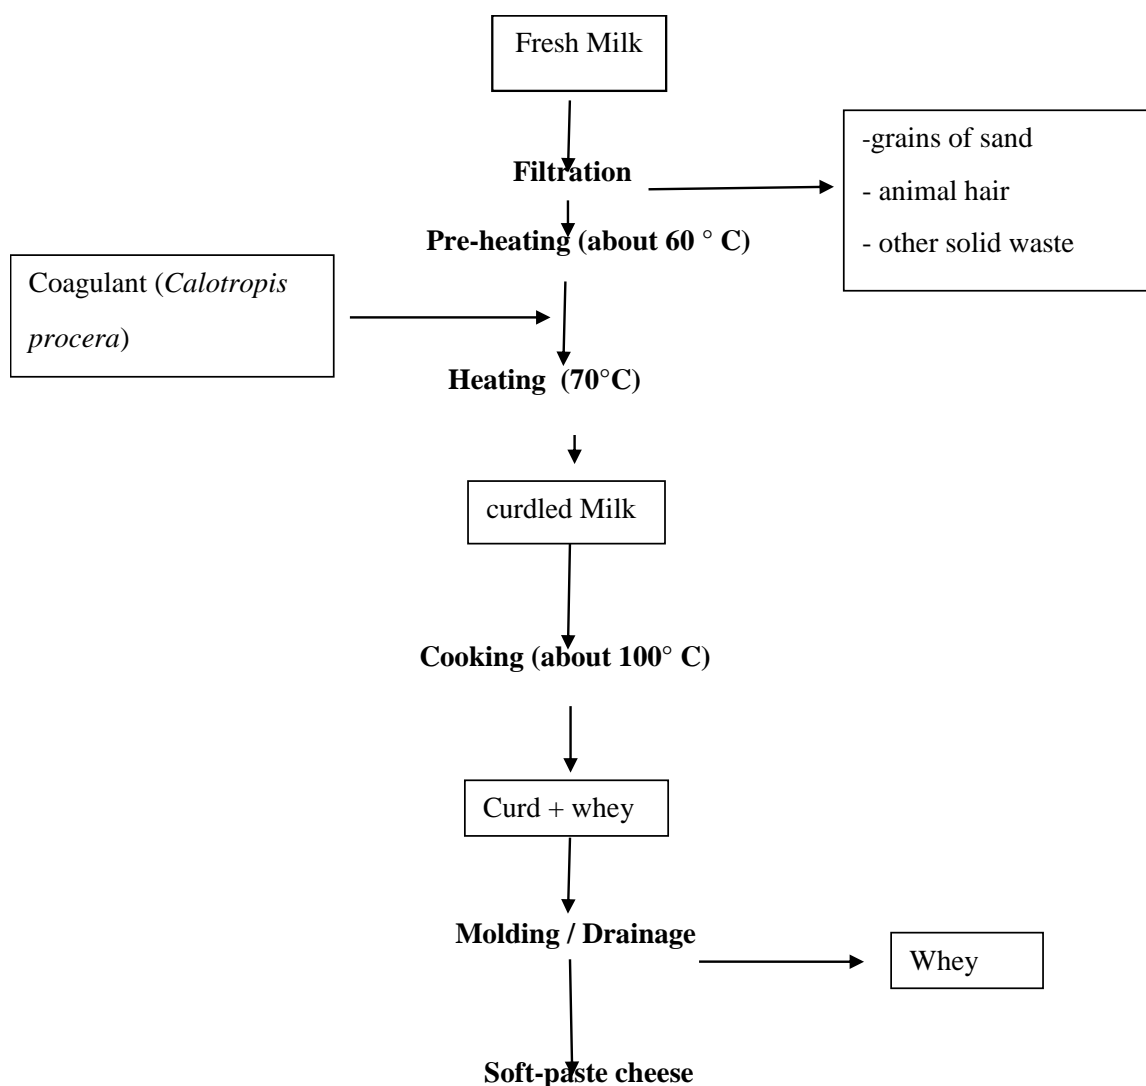 Fresh Milk
Filtration
-grains of sand
- animal hair
- other solid waste
Pre-heating (about 60 ° C)
Coagulant (Calotropis
procera)
Heating  (70°C)
curdled Milk
Cooking (about 100° C)
Curd + whey
Molding / Drainage
Whey
Soft-paste cheese